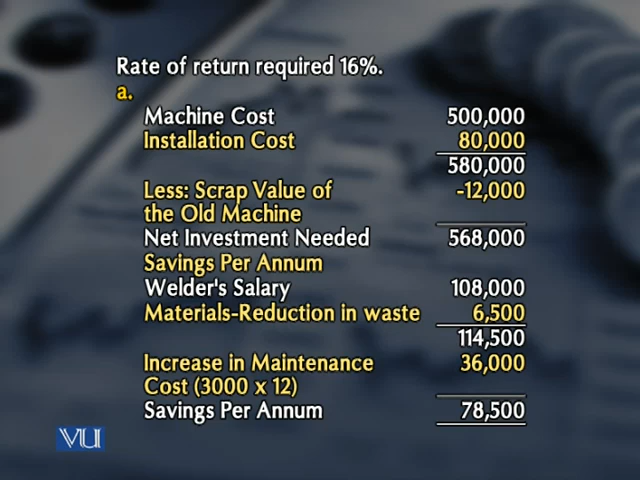 Rate of return required 16%.
a.
Machine Cost 500,000
Installation Cost 80,000
580,000
Less: Scrap Value of -12,000
the Old Machine
Net Investment Needed 568,000
Savings Per Annum
Welder's Salary 108,000
Materials-Reduction in waste 6,500
114,500
Increase in Maintenance 36,000
Cost (3000 x 12)
Savings Per Annum 78,500
VU